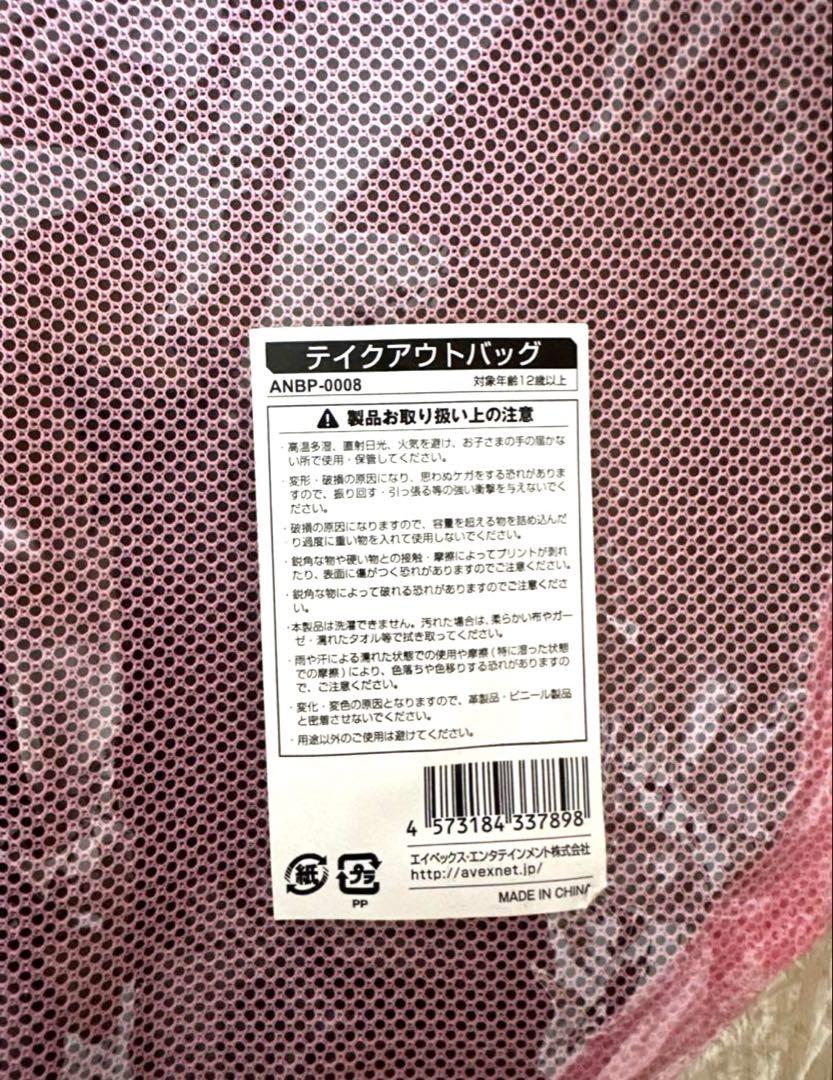 テイクアウトバッグ
ANBP-0008 対象年齢12歳以上
製品お取り扱い上の注意
・高温多湿、直射日光、火気を避け、お子さまの手の届かな
い所で使用・保管してください。
・変形・破損の原因になり、思わぬケガをする恐れがありま
すので、振り回す・引っ張る等の強い衝撃を与えないでく
ださい。
・破損の原因になりますので、容量を超える物を詰め込んだ
り過度に重い物を入れて使用しないでください。
・鋭角な物や硬い物との接触・摩擦によってプリントが剥れ
たり、表面に傷がつく恐れがありますのでご注意ください。
・鋭角な物によって破れる恐れがありますのでご注意くださ
い。
・本製品は洗濯できません。汚れた場合は、柔らかい布やガー
ゼ・濡れたタオル等で拭き取ってください。
・雨や汗による濡れた状態での使用や摩擦(特に湿った状態
での摩擦)により、色落ちや色移りする恐れがありますの
で、ご注意ください。
・変化・変色の原因となりますので、革製品・ビニール製品
と密着させないでください。
・用途以外のご使用は避けてください。
4 573184 337898
エイベックス・エンタテインメント株式会社
http://avexnet.jp/
紙 プラ
PP
MADE IN CHINA